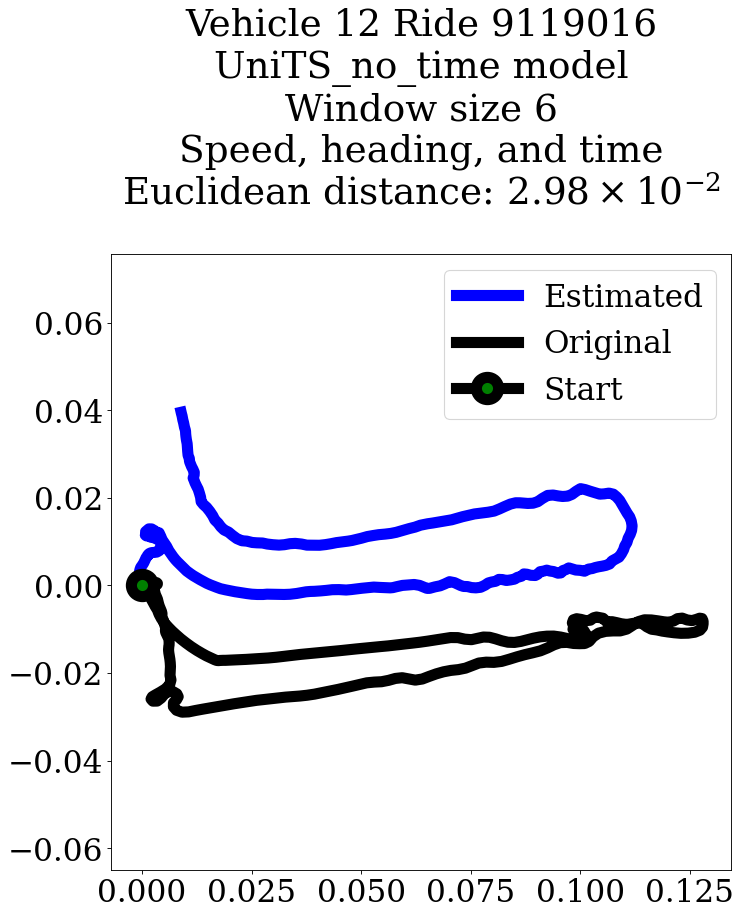 Vehicle 12 Ride 9119016
UniTS_no_time model
Window size 6
Speed, heading, and time
Euclidean distance: 2.98 × 10⁻²
Estimated
Original
Start
0.06
0.04
0.02
0.00
−0.02
−0.04
−0.06
0.000 0.025 0.050 0.075 0.100 0.125